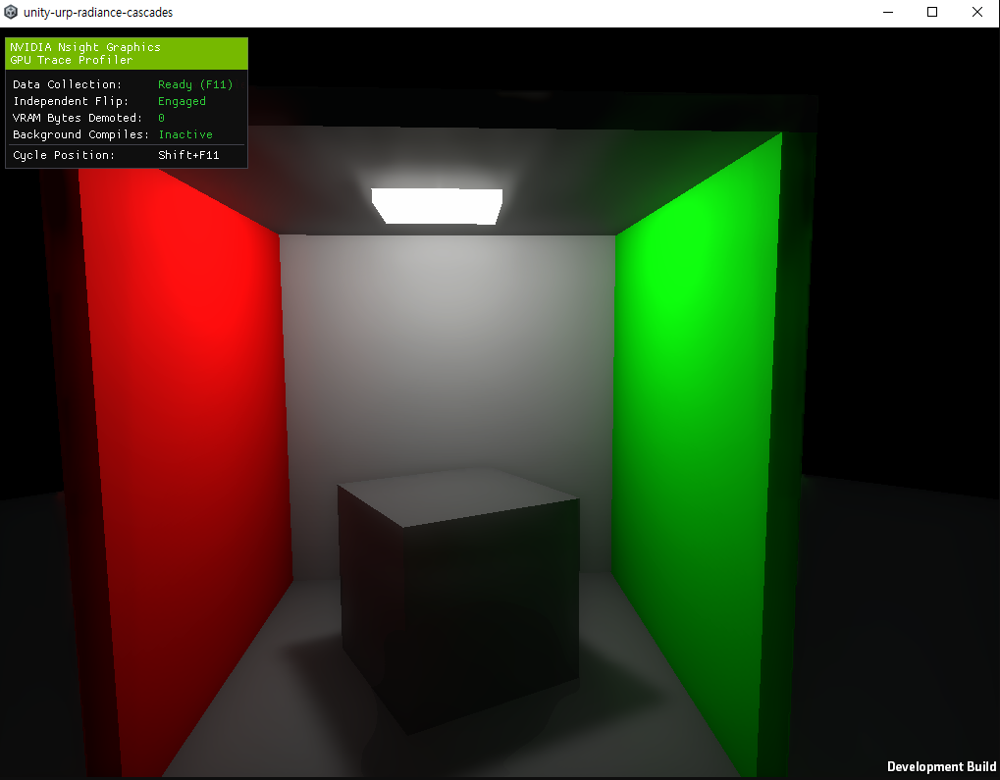 unity-urp-radiance-cascades
NVIDIA Nsight Graphics
GPU Trace Profiler
Data Collection: Ready (F11)
Independent Flip: Engaged
VRAM Bytes Demoted: 0
Background Compiles: Inactive
Cycle Position: Shift+F11
Development Build